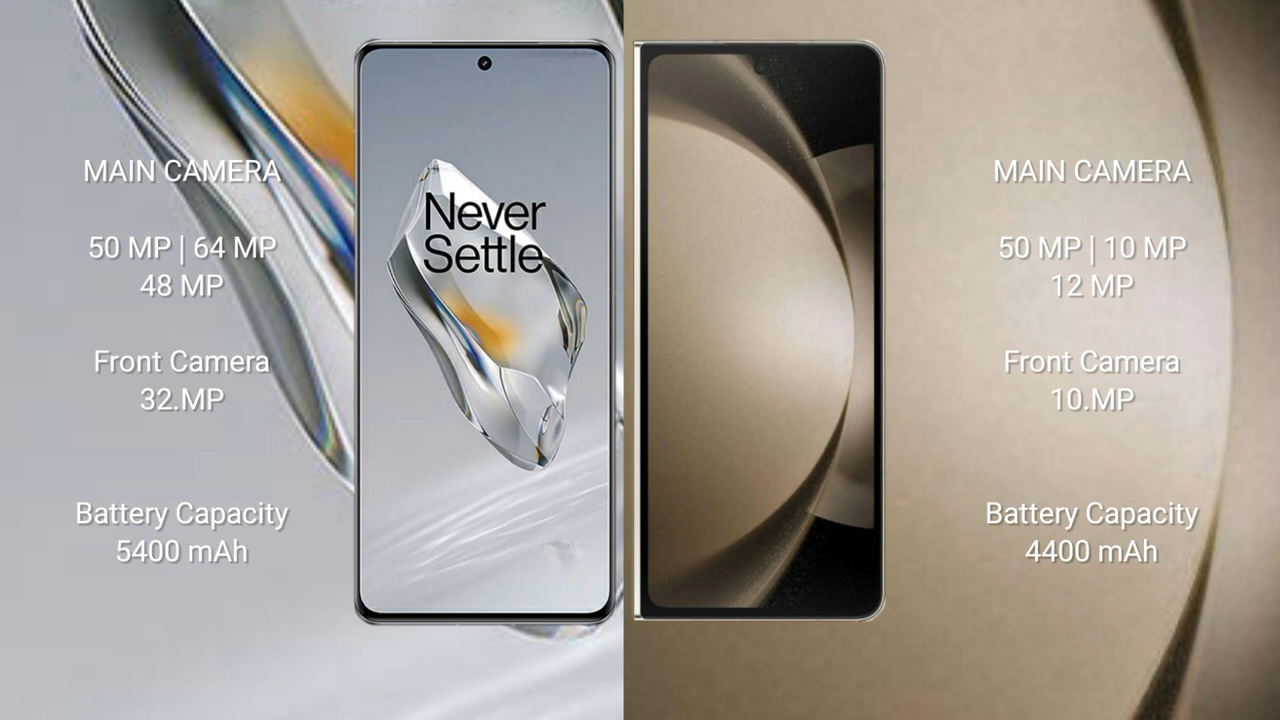 MAIN CAMERA
50 MP | 64 MP
48 MP
Front Camera
32.MP
Battery Capacity
5400 mAh
Never
Settle
MAIN CAMERA
50 MP | 10 MP
12 MP
Front Camera
10.MP
Battery Capacity
4400 mAh